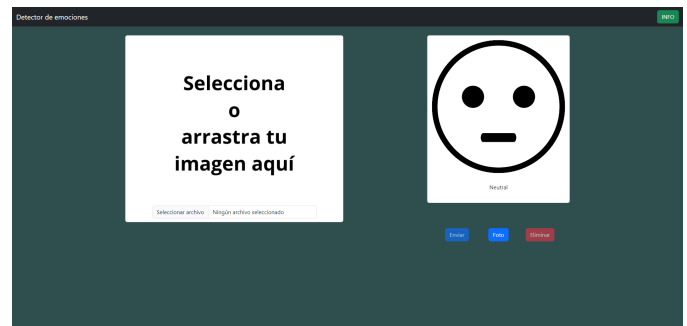 Detector de emociones
INFO
Selecciona
o
arrastra tu
imagen aquí
Seleccionar archivo Ningún archivo seleccionado
Neutral
Enviar
Foto
Eliminar